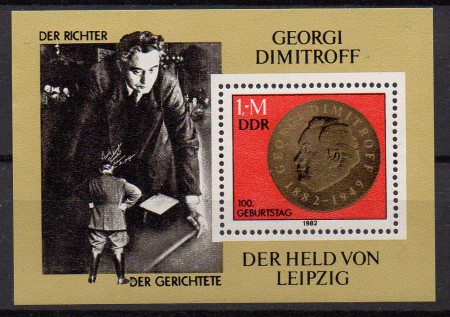 DER RICHTER
DER GERICHTETE
GEORGI
DIMITROFF
1,-M
DDR
GEORGI DIMITROFF
1882-1949
100.
GEBURTSTAG
1982
DER HELD VON
LEIPZIG